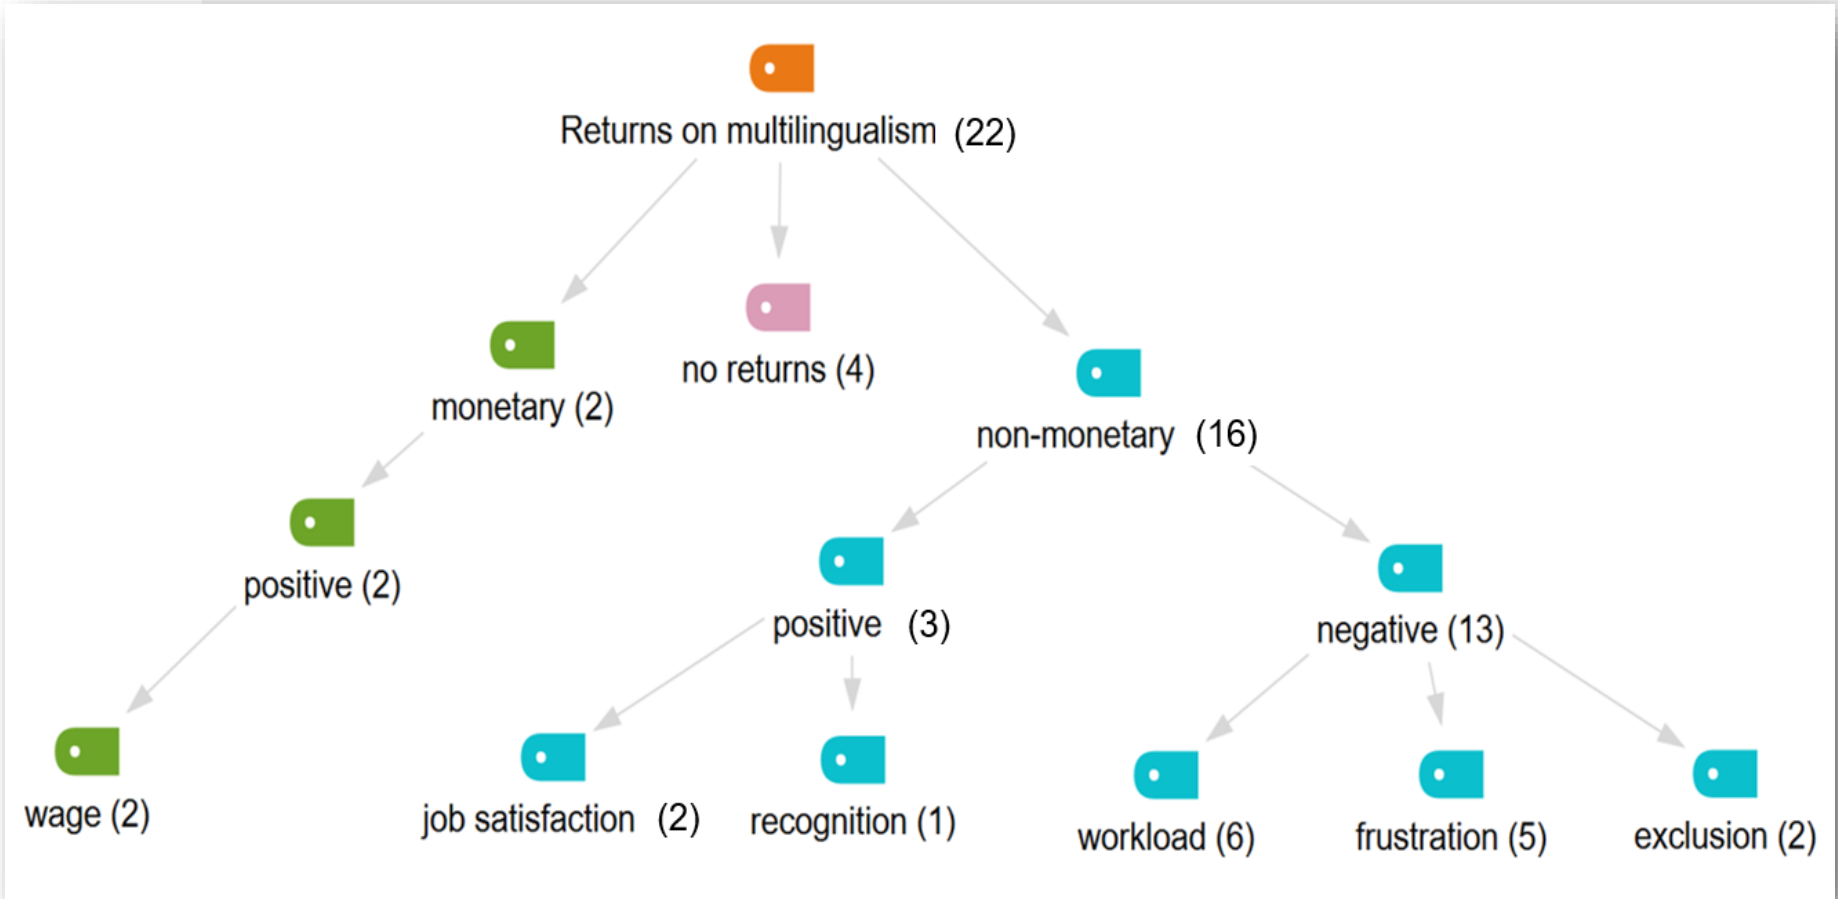 Returns on multilingualism (22)
no returns (4)
monetary (2)
non-monetary (16)
positive (2)
positive (3)
negative (13)
wage (2)
job satisfaction (2)
recognition (1)
workload (6)
frustration (5)
exclusion (2)